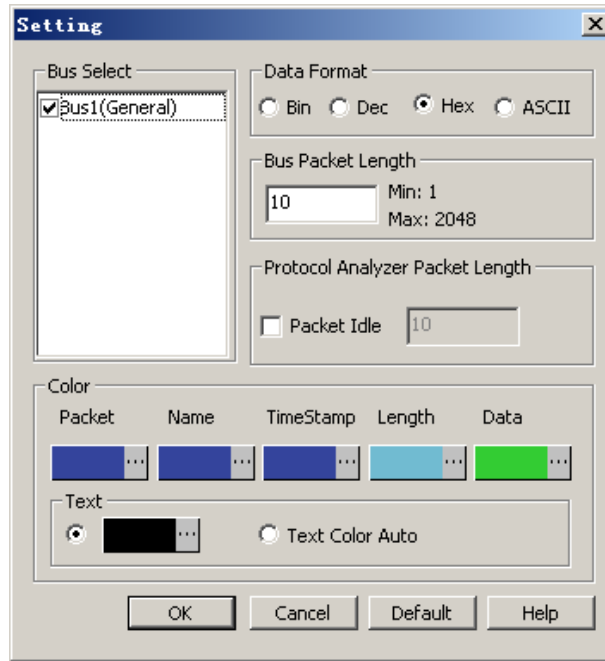 Setting
Bus Select
Bus1(General)
Data Format
Bin Dec Hex ASCII
Bus Packet Length
10
Min: 1
Max: 2048
Protocol Analyzer Packet Length
Packet Idle 10
Color
Packet Name TimeStamp Length Data
... ... ... ... ...
Text
... Text Color Auto
OK Cancel Default Help